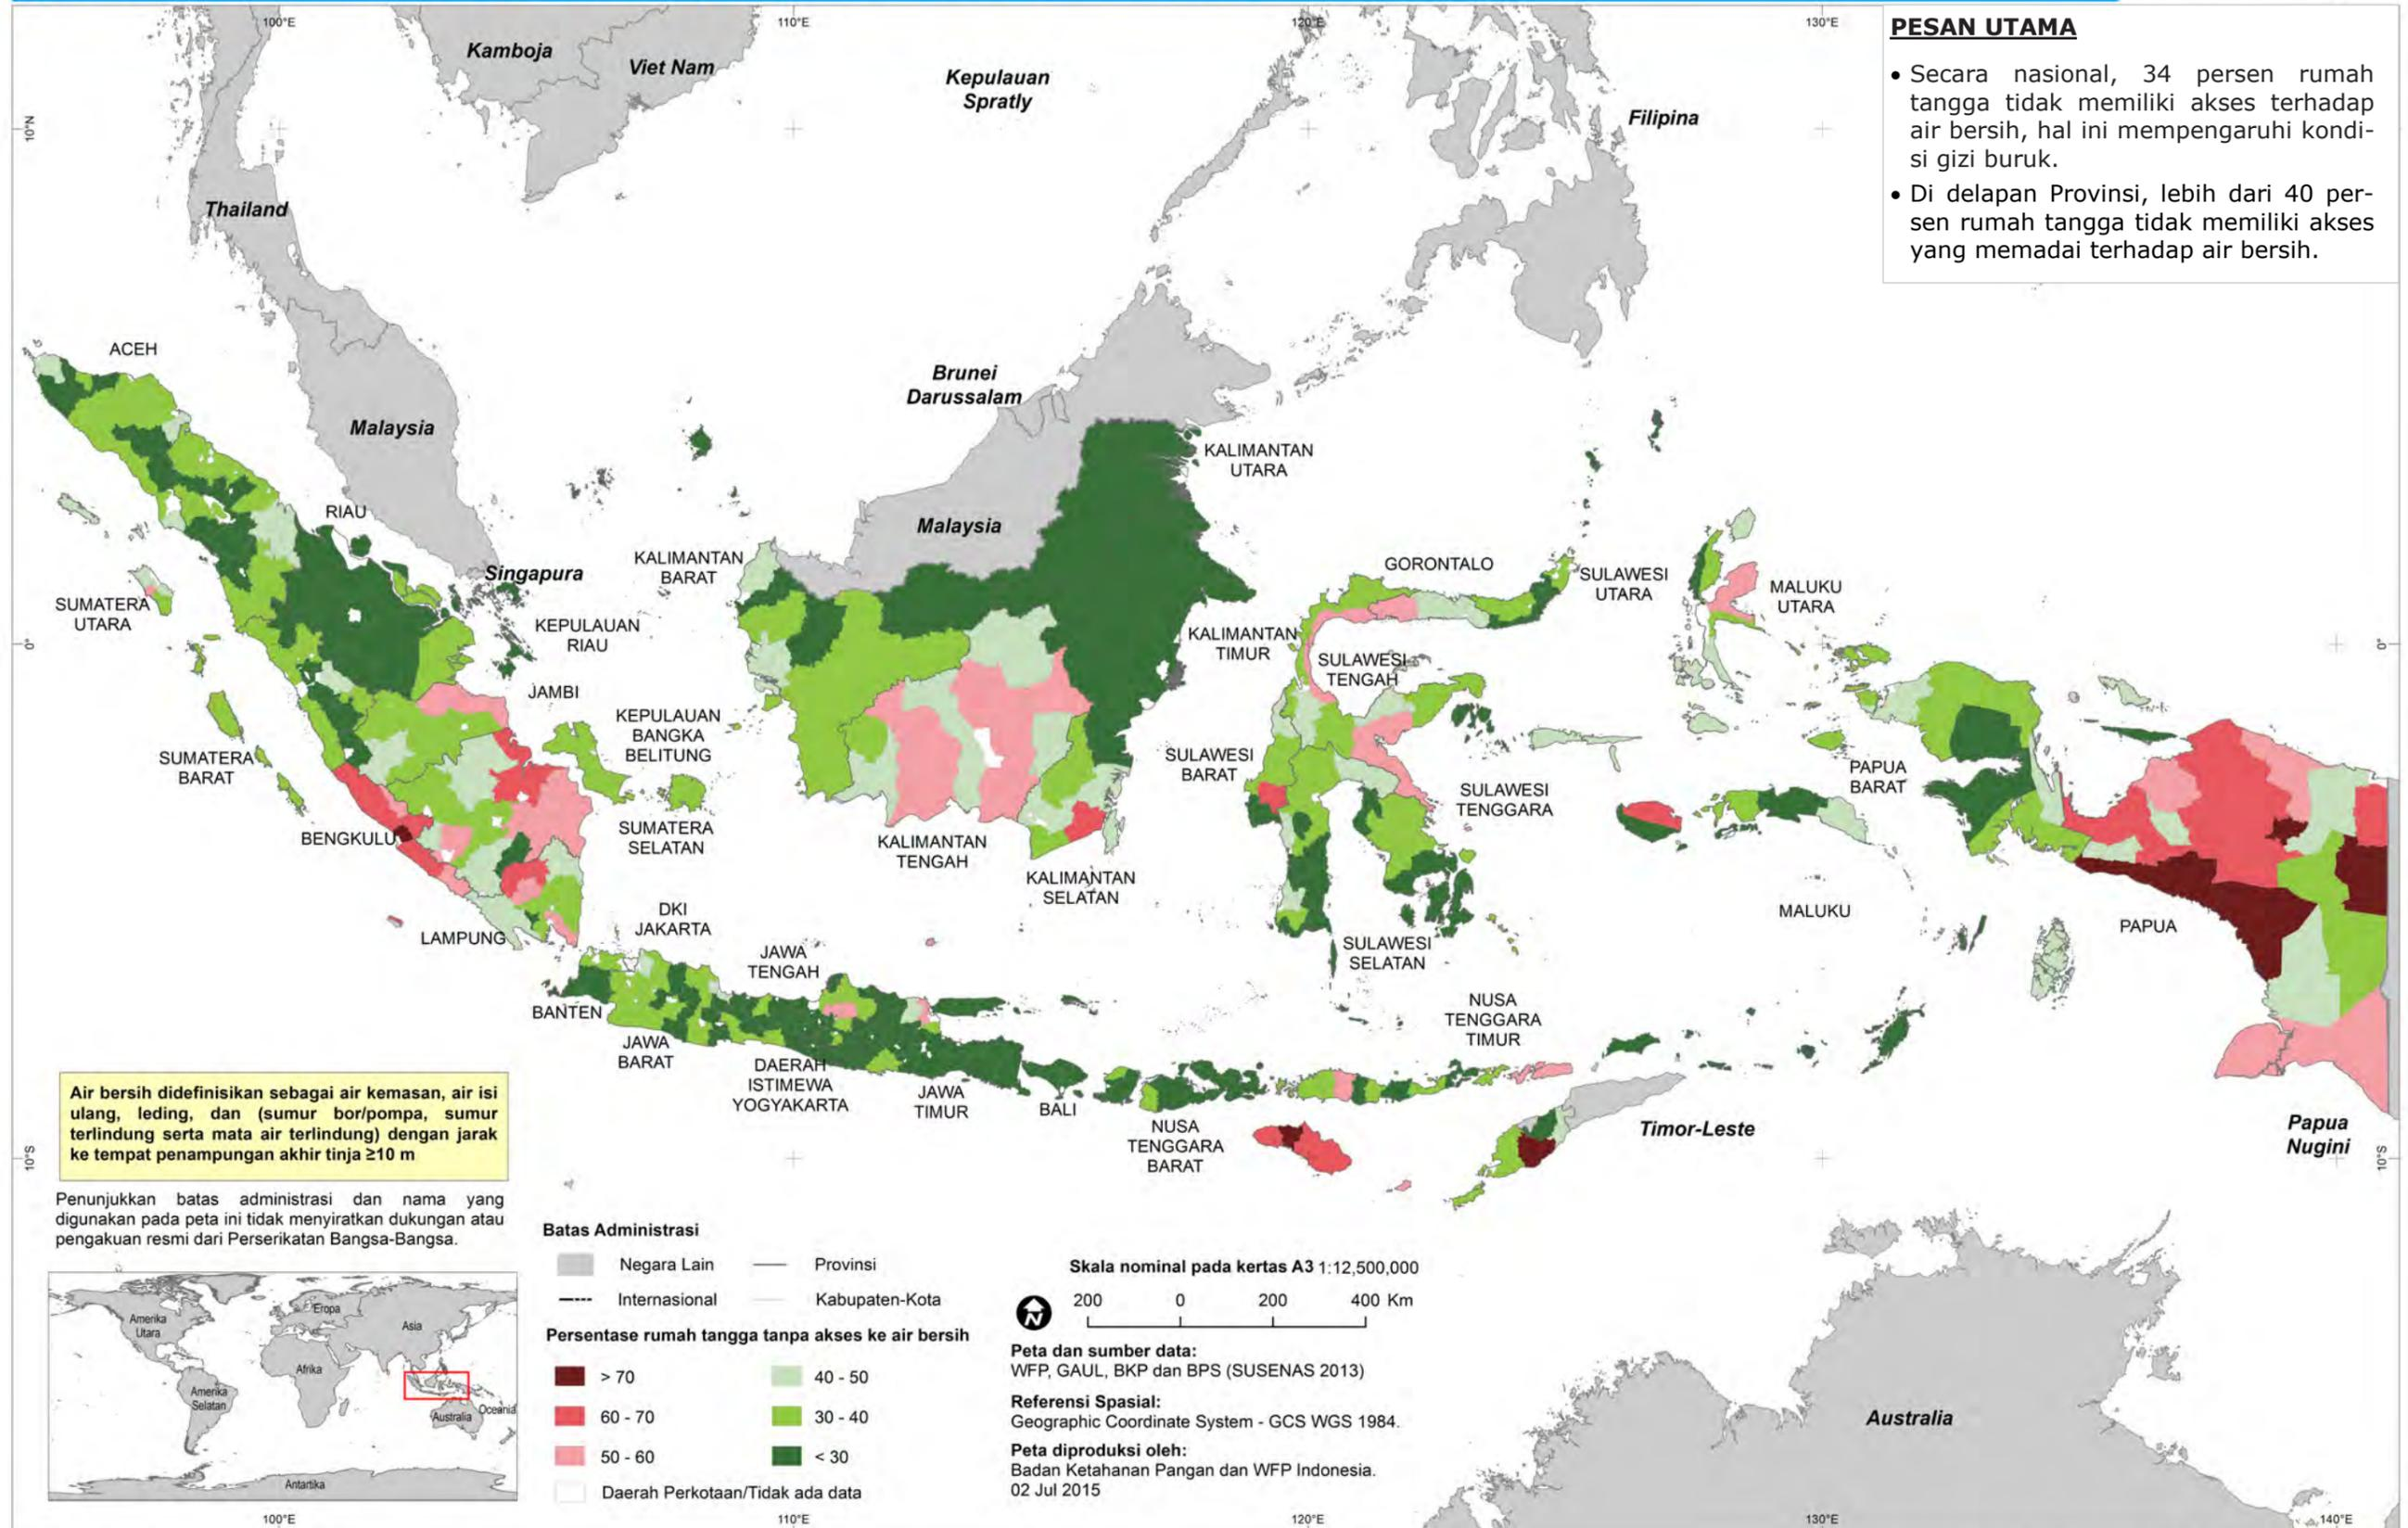 100°E
110°E
120°E
130°E
PESAN UTAMA
• Secara nasional, 34 persen rumah
tangga tidak memiliki akses terhadap
air bersih, hal ini mempengaruhi kondi-
si gizi buruk.
• Di delapan Provinsi, lebih dari 40 per-
sen rumah tangga tidak memiliki akses
yang memadai terhadap air bersih.
Kamboja
Viet Nam
Kepulauan
Spratly
Filipina
10°N
Thailand
ACEH
Malaysia
Brunei
Darussalam
KALIMANTAN
UTARA
RIAU
Malaysia
Singapura
KALIMANTAN
BARAT
GORONTALO
SULAWESI
UTARA
MALUKU
UTARA
SUMATERA
UTARA
KEPULAUAN
RIAU
0°
KALIMANTAN
TIMUR
SULAWESI
TENGAH
0°
JAMBI
KEPULAUAN
BANGKA
BELITUNG
SUMATERA
BARAT
SULAWESI
BARAT
PAPUA
BARAT
SULAWESI
TENGGARA
BENGKULU
SUMATERA
SELATAN
KALIMANTAN
TENGAH
KALIMANTAN
SELATAN
MALUKU
PAPUA
LAMPUNG
DKI
JAKARTA
JAWA
TENGAH
SULAWESI
SELATAN
BANTEN
NUSA
TENGGARA
TIMUR
JAWA
BARAT
DAERAH
ISTIMEWA
YOGYAKARTA
JAWA
TIMUR
BALI
NUSA
TENGGARA
BARAT
Timor-Leste
Papua
Nugini
10°S
10°S
Air bersih didefinisikan sebagai air kemasan, air isi
ulang, leding, dan (sumur bor/pompa, sumur
terlindung serta mata air terlindung) dengan jarak
ke tempat penampungan akhir tinja ≥10 m
Penunjukkan batas administrasi dan nama yang
digunakan pada peta ini tidak menyiratkan dukungan atau
pengakuan resmi dari Perserikatan Bangsa-Bangsa.
Amerika
Utara
Eropa
Asia
Afrika
Amerika
Selatan
Australia
Oceania
Antartika
Batas Administrasi
Negara Lain
Provinsi
Internasional
Kabupaten-Kota
Persentase rumah tangga tanpa akses ke air bersih
> 70
40 - 50
60 - 70
30 - 40
50 - 60
< 30
Daerah Perkotaan/Tidak ada data
Skala nominal pada kertas A3 1:12,500,000
N
200 0 200 400 Km
Peta dan sumber data:
WFP, GAUL, BKP dan BPS (SUSENAS 2013)
Referensi Spasial:
Geographic Coordinate System - GCS WGS 1984.
Peta diproduksi oleh:
Badan Ketahanan Pangan dan WFP Indonesia.
02 Jul 2015
Australia
100°E
110°E
120°E
130°E
140°E